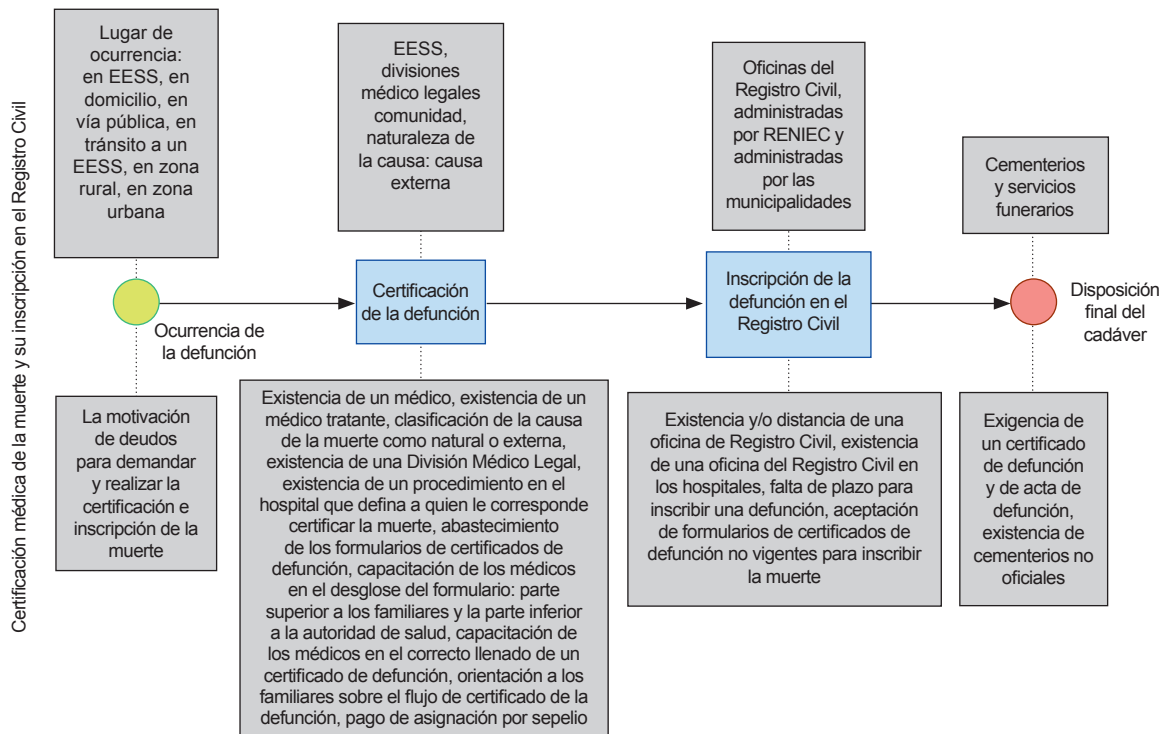 Certificación médica de la muerte y su inscripción en el Registro Civil
Lugar de
ocurrencia:
en EESS, en
domicilio, en
vía pública, en
tránsito a un
EESS, en zona
rural, en zona
urbana
EESS,
divisiones
médico legales
comunidad,
naturaleza de
la causa: causa
externa
Oficinas del
Registro Civil,
administradas
por RENIEC y
administradas
por las
municipalidades
Cementerios
y servicios
funerarios
Ocurrencia de
la defunción
Certificación
de la defunción
Inscripción de la
defunción en el
Registro Civil
Disposición
final del
cadáver
La motivación
de deudos
para demandar
y realizar la
certificación e
inscripción de la
muerte
Existencia de un médico, existencia de un
médico tratante, clasificación de la causa
de la muerte como natural o externa,
existencia de una División Médico Legal,
existencia de un procedimiento en el
hospital que defina a quien le corresponde
certificar la muerte, abastecimiento
de los formularios de certificados de
defunción, capacitación de los médicos
en el desglose del formulario: parte
superior a los familiares y la parte inferior
a la autoridad de salud, capacitación de
los médicos en el correcto llenado de un
certificado de defunción, orientación a los
familiares sobre el flujo de certificado de la
defunción, pago de asignación por sepelio
Existencia y/o distancia de una
oficina de Registro Civil, existencia
de una oficina del Registro Civil en
los hospitales, falta de plazo para
inscribir una defunción, aceptación
de formularios de certificados de
defunción no vigentes para inscribir
la muerte
Exigencia de
un certificado
de defunción
y de acta de
defunción,
existencia de
cementerios no
oficiales